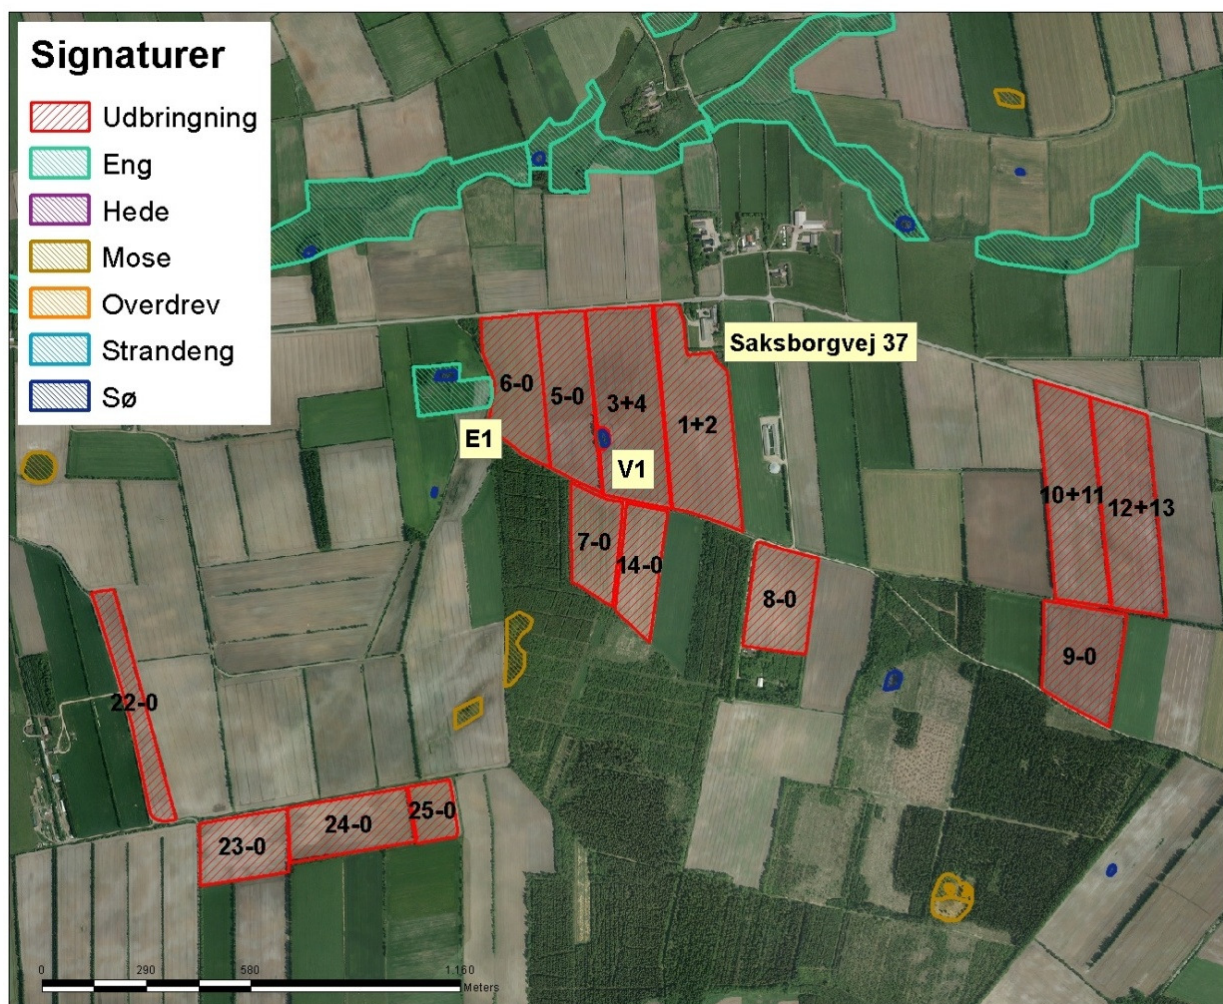 Signaturer
Udbringning
Eng
Hede
Mose
Overdrev
Strandeng
Sø
Saksborgvej 37
6-0
5-0
3+4
1+2
E1
V1
10+11
12+13
7-0
14-0
8-0
9-0
22-0
25-0
24-0
23-0
0 290 580 1.160
Meters